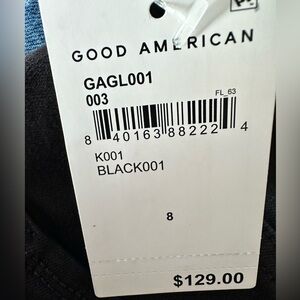 GOOD AMERICAN
GAGL001
003
FL_63
8 40163 88222 4
K001
BLACK001
8
$129.00